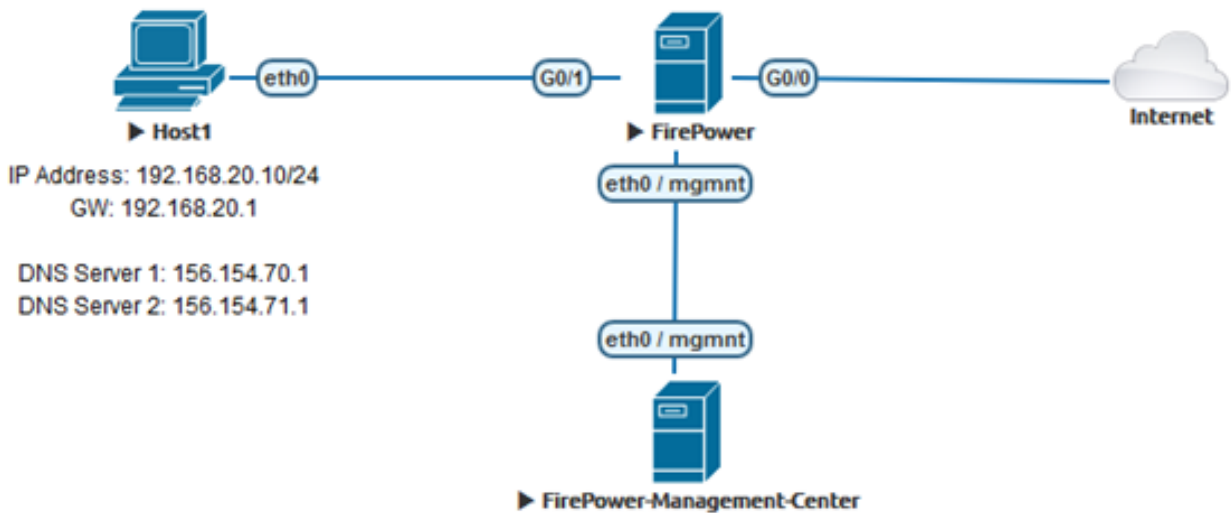 eth0
G0/1
G0/0
▶ Host1
▶ FirePower
Internet
IP Address: 192.168.20.10/24
GW: 192.168.20.1
DNS Server 1: 156.154.70.1
DNS Server 2: 156.154.71.1
eth0 / mgmnt
eth0 / mgmnt
▶ FirePower-Management-Center